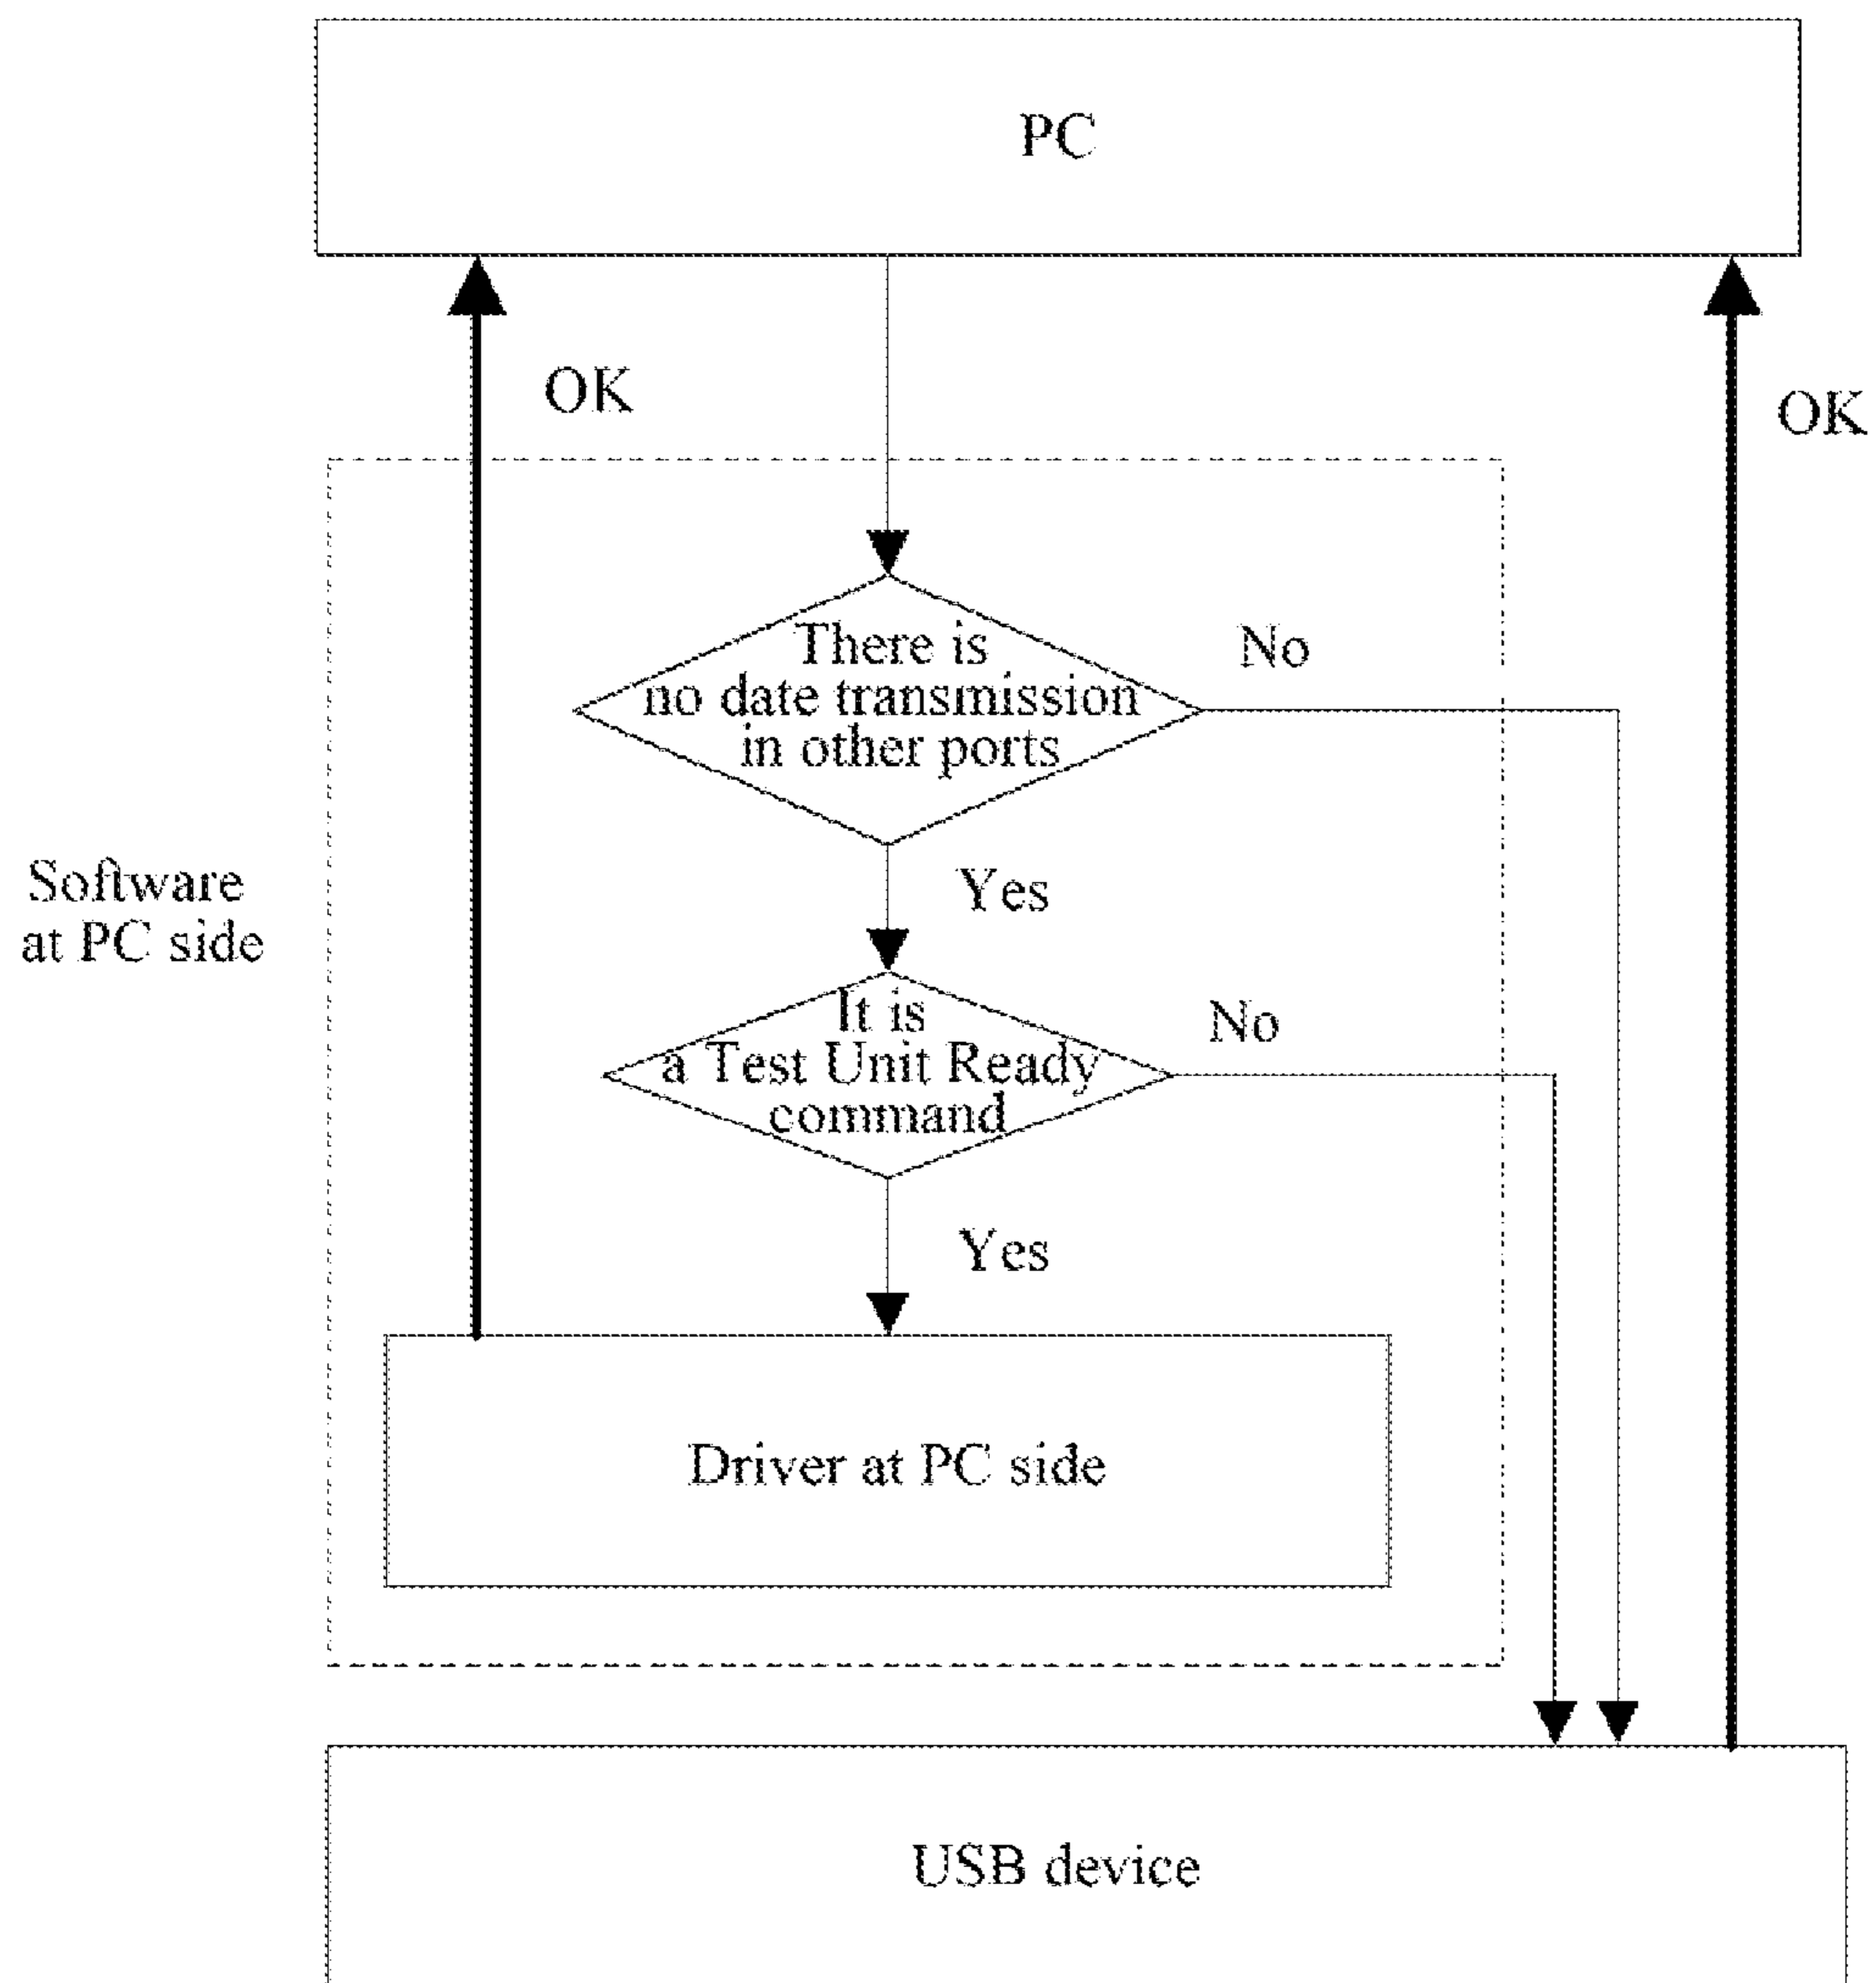 PC
OK
OK
There is
no date transmission
in other ports
No
Yes
Software
at PC side
It is
a Test Unit Ready
command
No
Yes
Driver at PC side
USB device